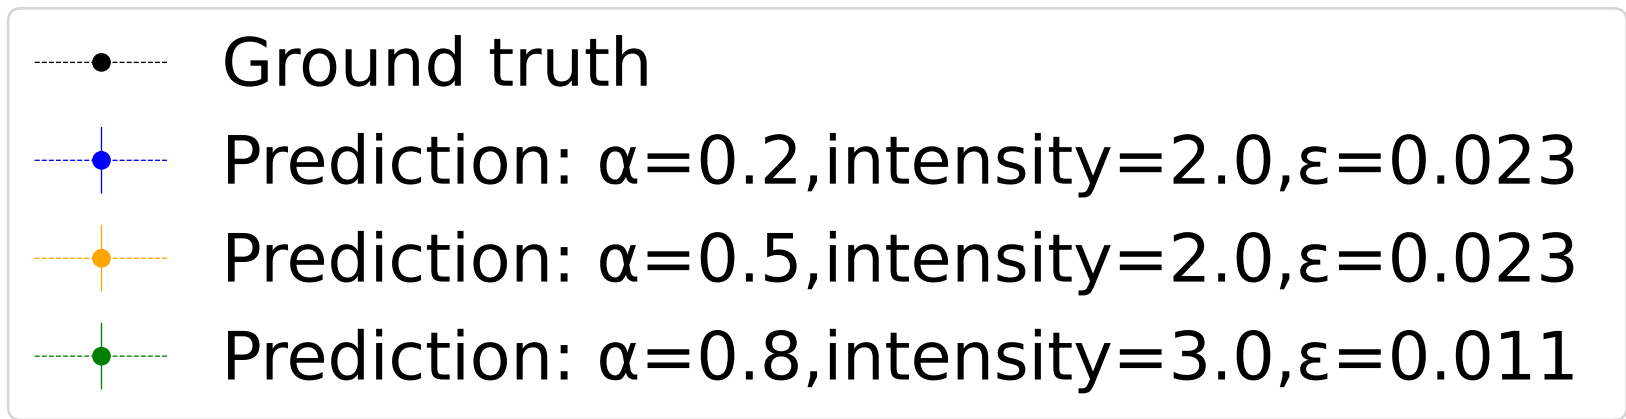 Ground truth
Prediction: α=0.2,intensity=2.0,ε=0.023
Prediction: α=0.5,intensity=2.0,ε=0.023
Prediction: α=0.8,intensity=3.0,ε=0.011